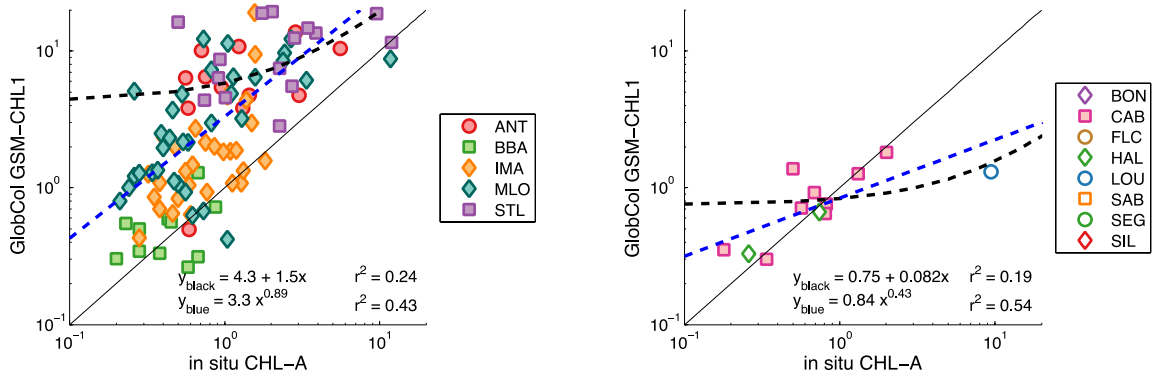 GlobCol GSM−CHL1
10^1
10^0
10^−1
10^−1
10^0
10^1
in situ CHL−A
y_black = 4.3 + 1.5x
r^2 = 0.24
y_blue = 3.3 x^0.89
r^2 = 0.43
ANT
BBA
IMA
MLO
STL
GlobCol GSM−CHL1
10^1
10^0
10^−1
10^−1
10^0
10^1
in situ CHL−A
y_black = 0.75 + 0.082x
r^2 = 0.19
y_blue = 0.84 x^0.43
r^2 = 0.54
BON
CAB
FLC
HAL
LOU
SAB
SEG
SIL